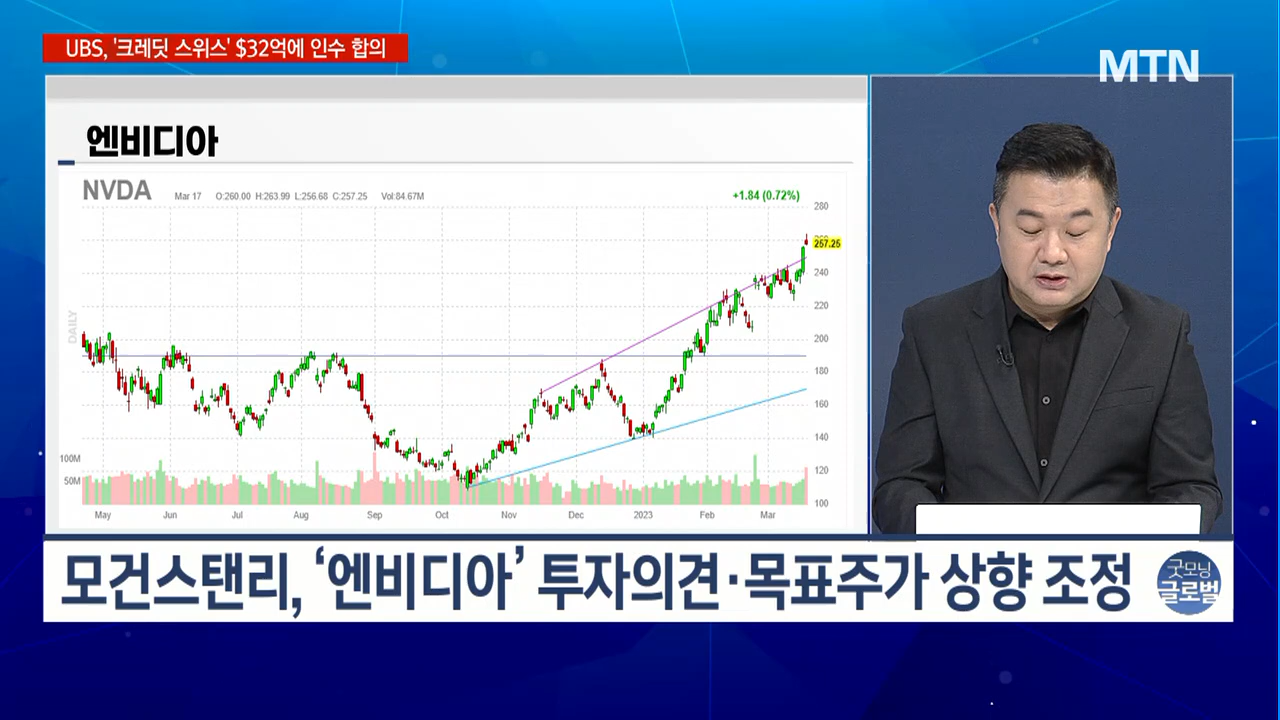 UBS, '크레딧 스위스' $32억에 인수 합의
MTN
엔비디아
NVDA Mar 17 O:260.00 H:263.99 L:256.68 C:257.25 Vol:84.67M +1.84 (0.72%)
280
257.25
240
220
200
180
160
140
120
100
DAILY
100M
50M
May Jun Jul Aug Sep Oct Nov Dec 2023 Feb Mar
모건스탠리, ‘엔비디아’ 투자의견·목표주가 상향 조정
굿모닝
글로벌